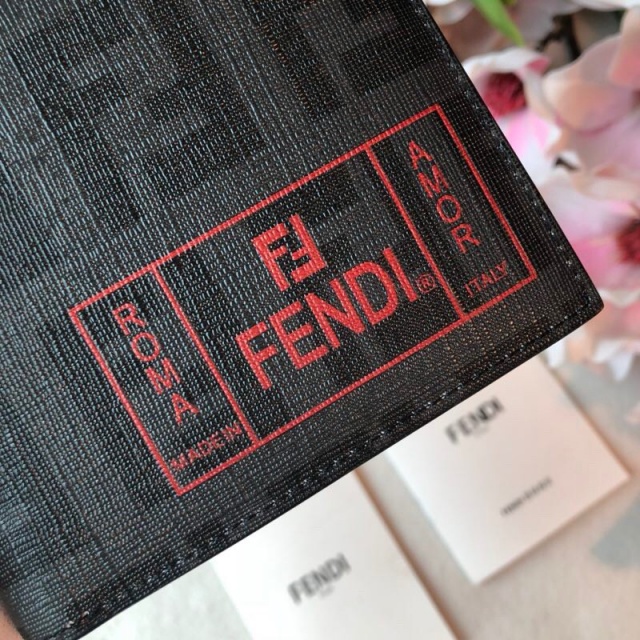 ROMA
MADE IN
FF
FENDI®
AMOR
ITALY
FENDI
FENDI